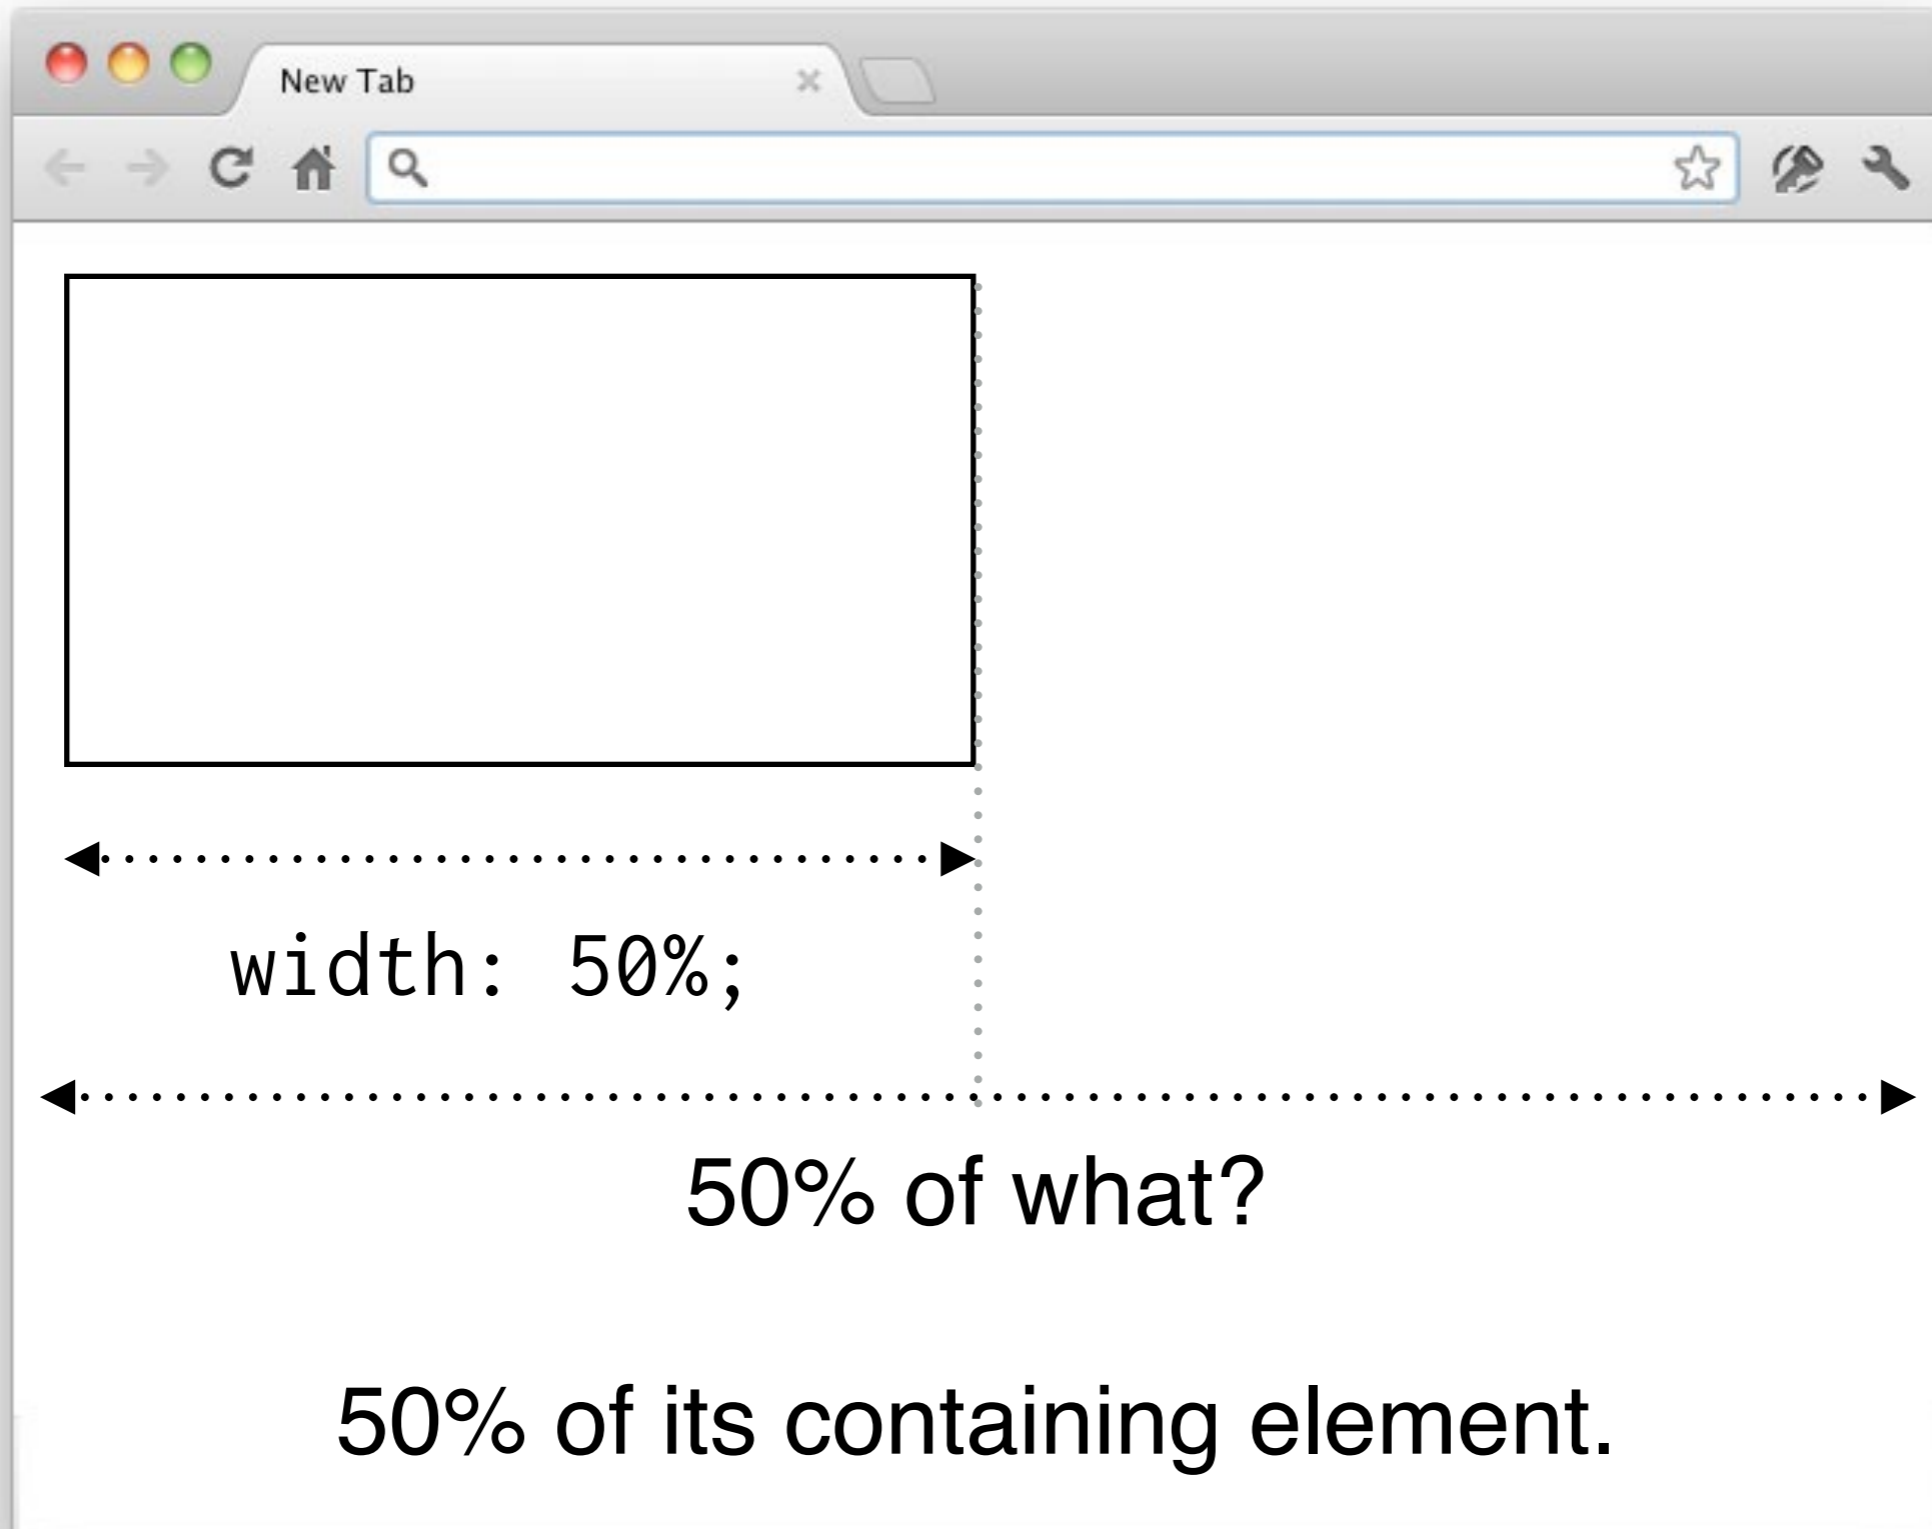 New Tab
width: 50%;
50% of what?
50% of its containing element.